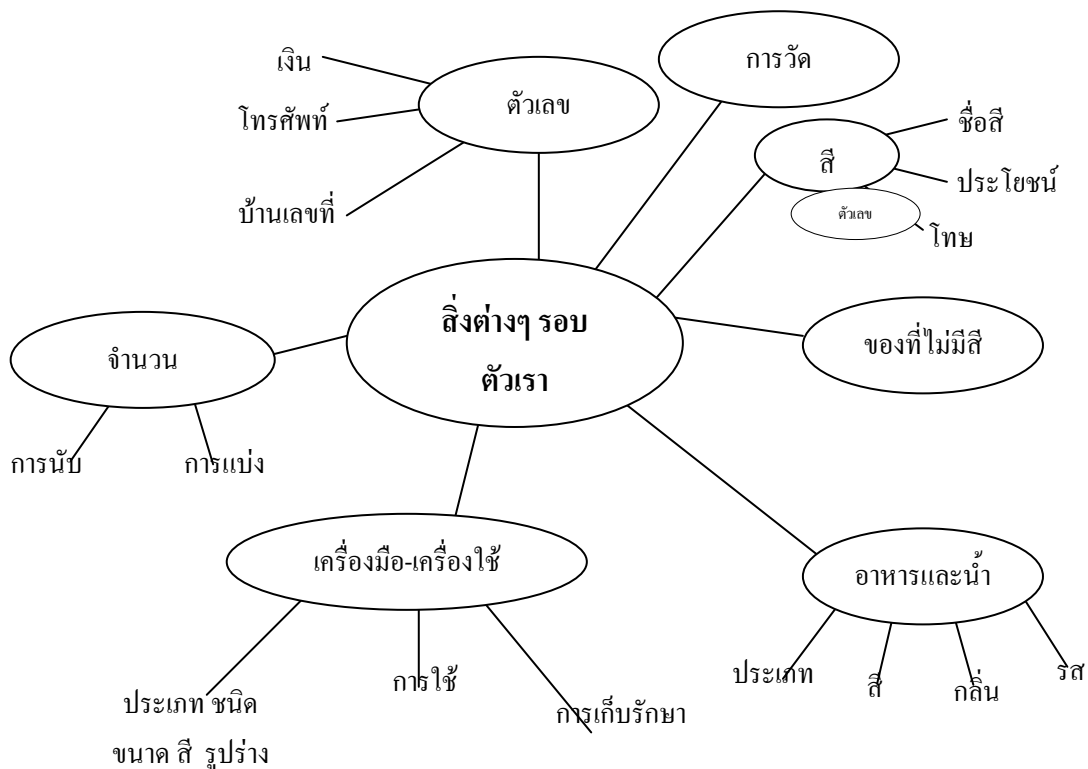 การวัด
เงิน
ตัวเลข
โทรศัพท์
ชื่อสี
สี
ประโยชน์
บ้านเลขที่
ตัวเลข
โทษ
สิ่งต่างๆ รอบ
ตัวเรา
ของที่ไม่มีสี
จำนวน
การนับ
การแบ่ง
เครื่องมือ-เครื่องใช้
อาหารและน้ำ
ประเภท
สี
กลิ่น
รส
การใช้
ประเภท ชนิด
ขนาด สี รูปร่าง
การเก็บรักษา